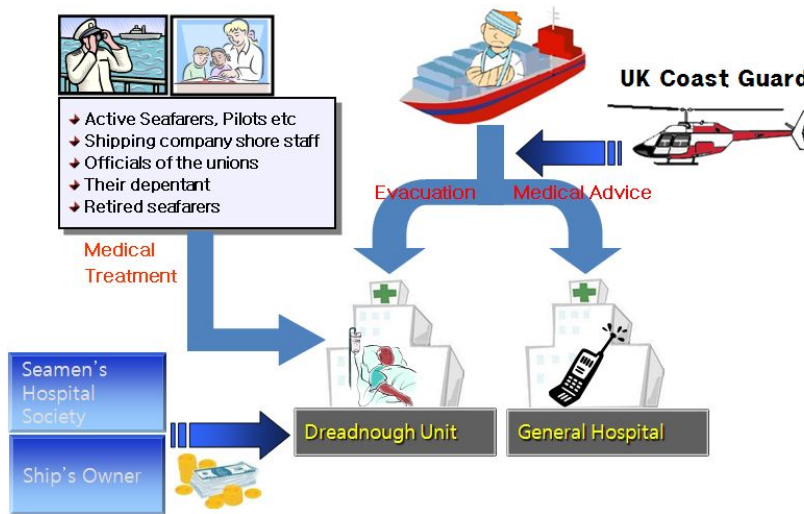 UK Coast Guard
Active Seafarers, Pilots etc
Shipping company shore staff
Officials of the unions
Their depentant
Retired seafarers
Evacuation
Medical Advice
Medical
Treatment
Seamen's
Hospital
Society
Ship's Owner
Dreadnough Unit
General Hospital